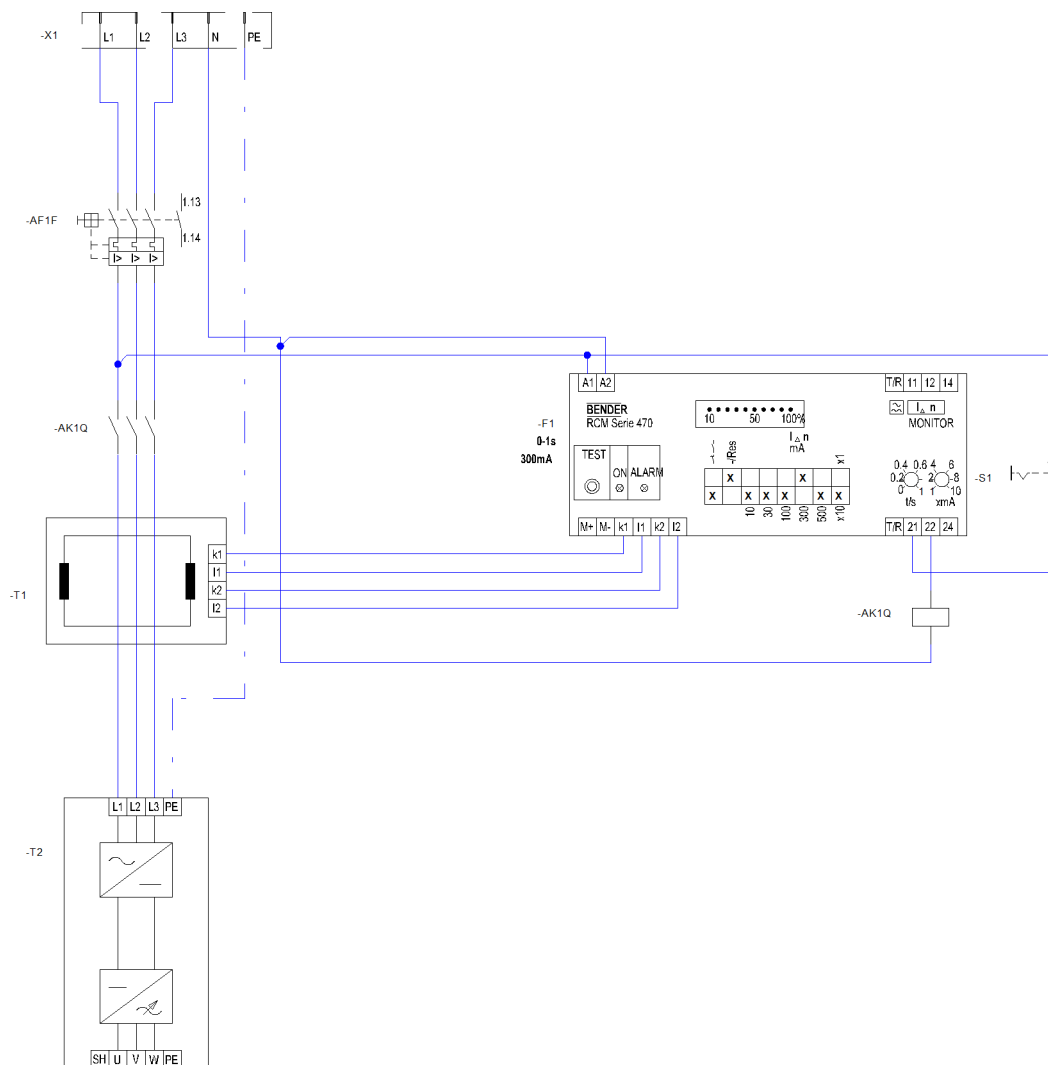 -X1 L1 L2 L3 N PE
1.13
-AF1F
1.14
I> I> I>
A1 A2 T/R 11 12 14
BENDER
RCM Serie 470
10 50 100%
I△n
MONITOR
-F1
0-1s
300mA
I△n
mA
-/Res
x1
TEST
ON ALARM
X X
X X X X X X
10 30 100 300 500 x10
0.4 0.6
0.2
0 1
t/s
4 6
2 8
1 10
xmA
-S1
M+ M- k1 l1 k2 l2 T/R 21 22 24
-AK1Q
k1
l1
k2
l2
-T1
-AK1Q
L1 L2 L3 PE
-T2
SH U V W PE